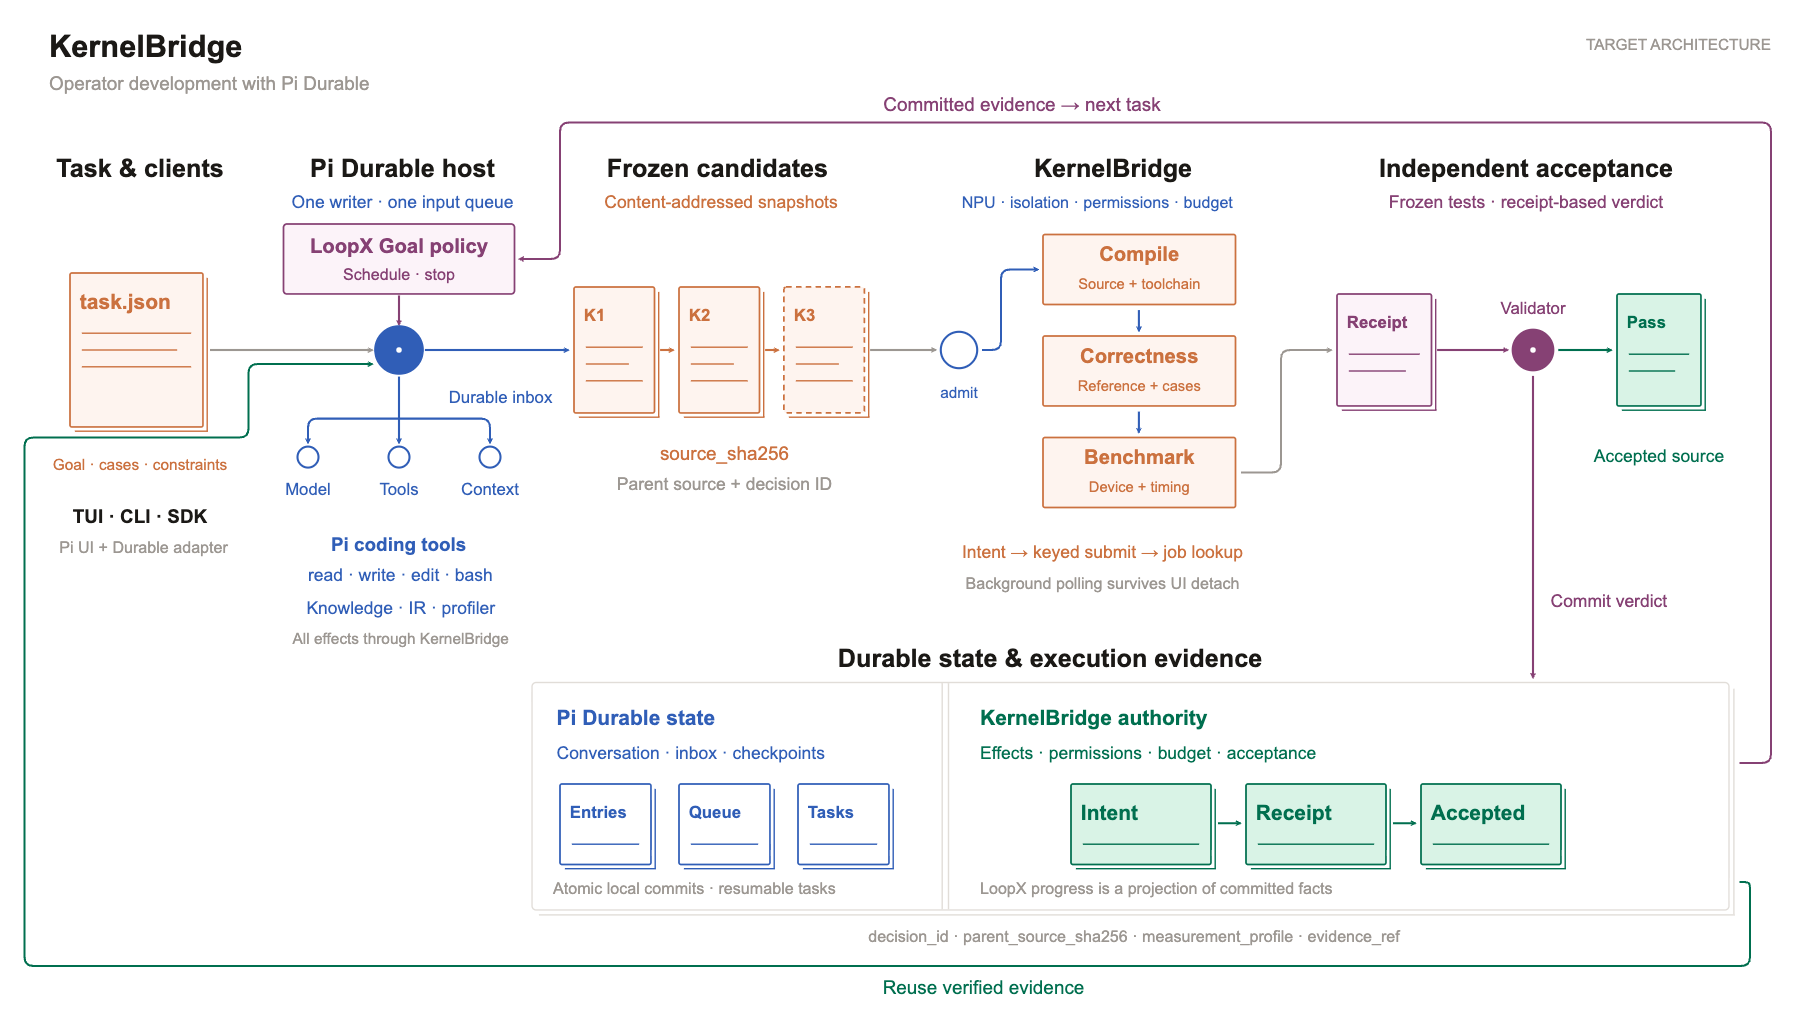 KernelBridge
TARGET ARCHITECTURE
Operator development with Pi Durable
Committed evidence → next task
Task & clients
Pi Durable host
One writer · one input queue
Frozen candidates
Content-addressed snapshots
KernelBridge
NPU · isolation · permissions · budget
Independent acceptance
Frozen tests · receipt-based verdict
LoopX Goal policy
Schedule · stop
task.json
Goal · cases · constraints
TUI · CLI · SDK
Pi UI + Durable adapter
Durable inbox
Model
Tools
Context
Pi coding tools
read · write · edit · bash
Knowledge · IR · profiler
All effects through KernelBridge
K1
K2
K3
source_sha256
Parent source + decision ID
admit
Compile
Source + toolchain
Correctness
Reference + cases
Benchmark
Device + timing
Intent → keyed submit → job lookup
Background polling survives UI detach
Receipt
Validator
Pass
Accepted source
Commit verdict
Durable state & execution evidence
Pi Durable state
Conversation · inbox · checkpoints
Entries
Queue
Tasks
Atomic local commits · resumable tasks
KernelBridge authority
Effects · permissions · budget · acceptance
Intent
Receipt
Accepted
LoopX progress is a projection of committed facts
decision_id · parent_source_sha256 · measurement_profile · evidence_ref
Reuse verified evidence